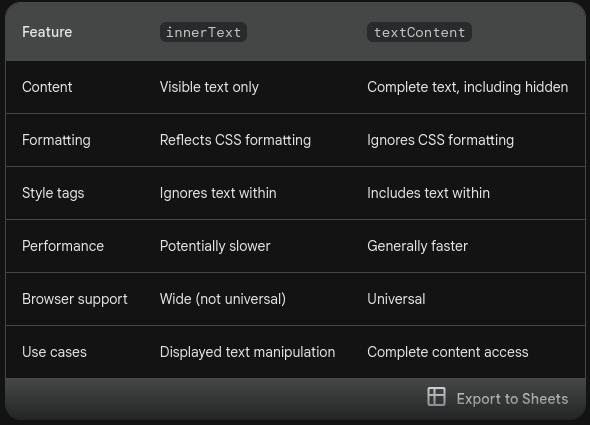 Feature innerText textContent
Content Visible text only Complete text, including hidden
Formatting Reflects CSS formatting Ignores CSS formatting
Style tags Ignores text within Includes text within
Performance Potentially slower Generally faster
Browser support Wide (not universal) Universal
Use cases Displayed text manipulation Complete content access
Export to Sheets